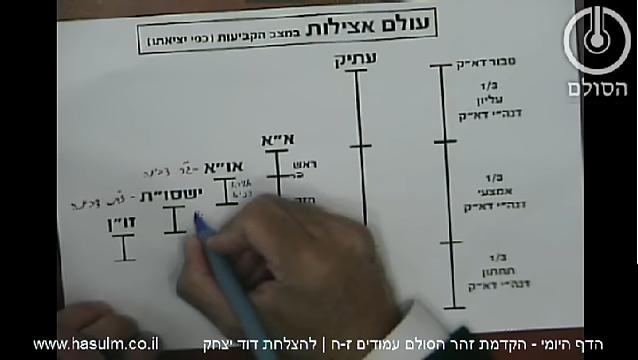 עולם אצילות במצב הקביעות (כפי יציאתו)
הסולם
טבור דא"ק
עתיק
1/3
עליון
דנה"י דא"ק
א"א
ראש
או"א
ישסו"ת
זו"ן
1/3
אמצעי
דנה"י דא"ק
1/3
תחתון
דנה"י דא"ק
הדף היומי - הקדמת זהר הסולם עמודים ז-ח | להצלחת דוד יצחק
www.hasulm.co.il